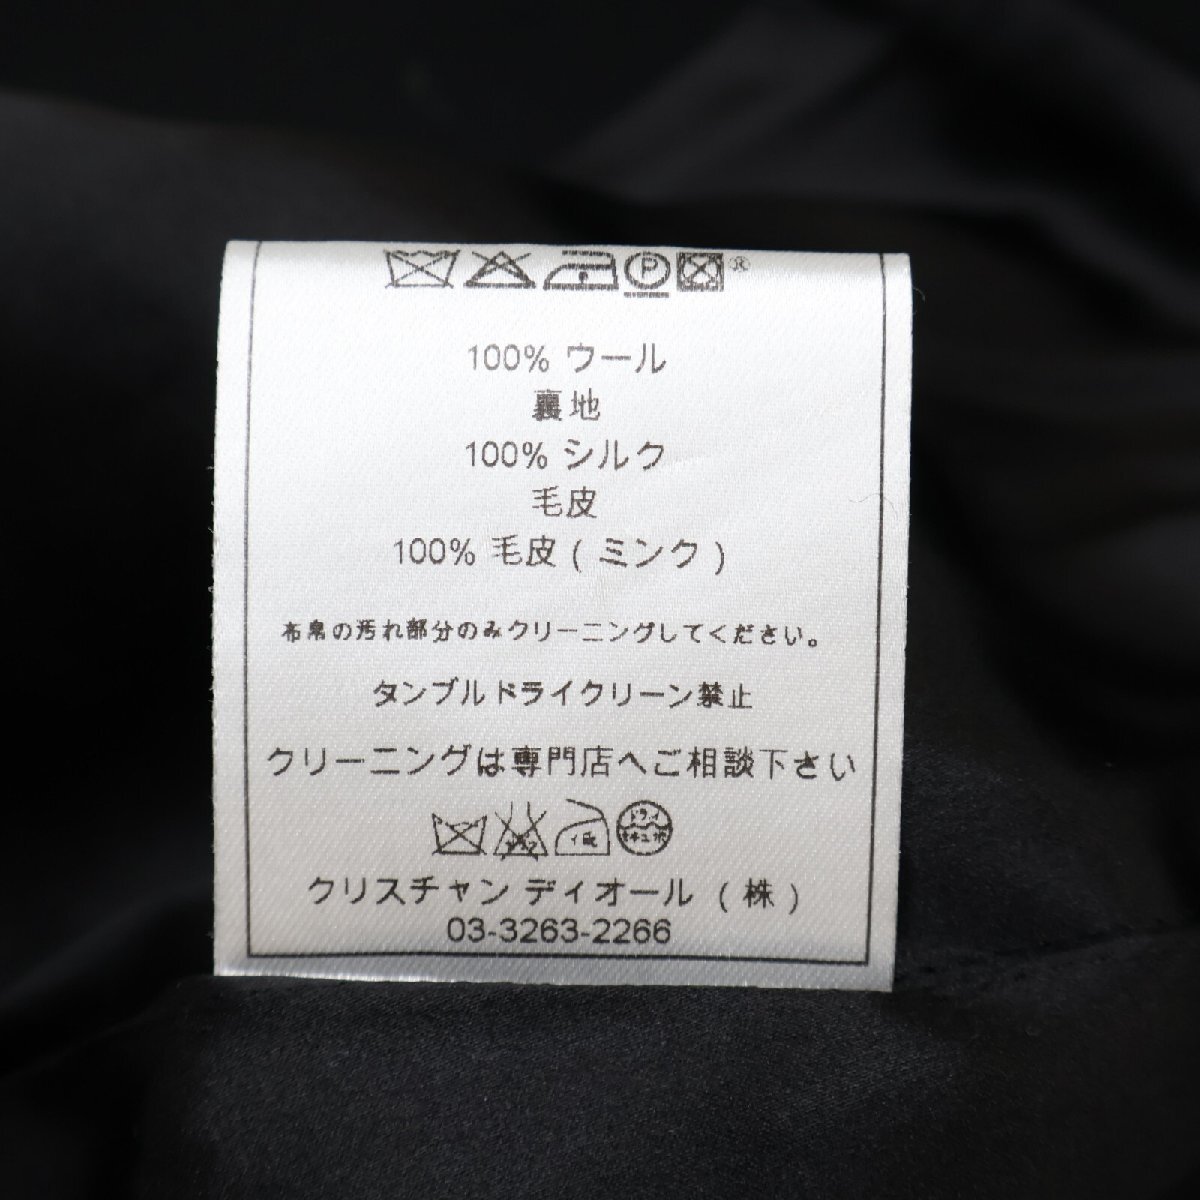 P ®
100% ウール
裏地
100% シルク
毛皮
100% 毛皮 ( ミンク )
布帛の汚れ部分のみクリーニングしてください。
タンブルドライクリーン禁止
クリーニングは専門店へご相談下さい
低 ドライ
クリスチャン ディオール (株)
03-3263-2266